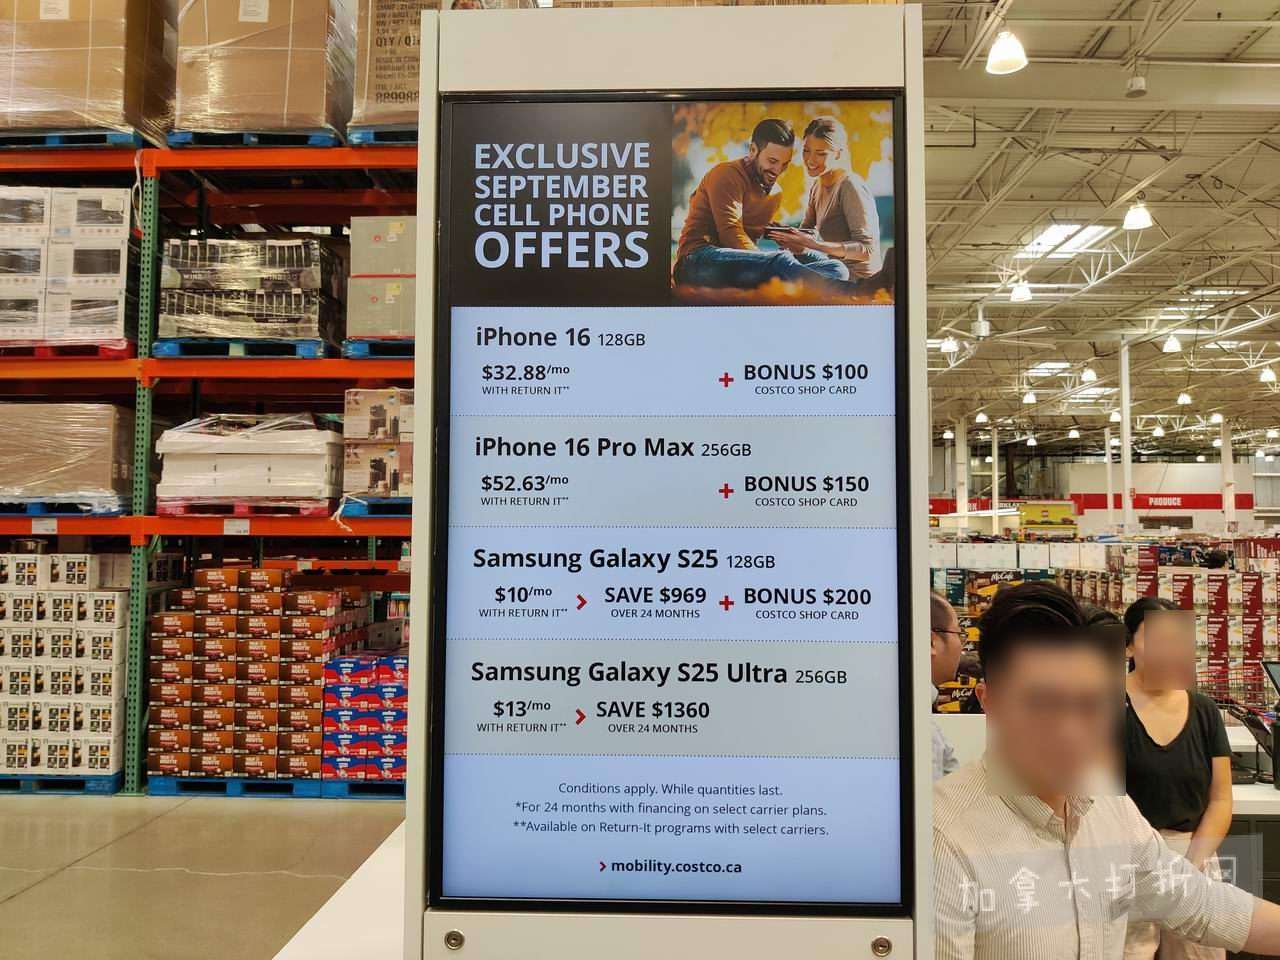 EXCLUSIVE
SEPTEMBER
CELL PHONE
OFFERS
iPhone 16 128GB
$32.88/mo
WITH RETURN IT**
+ BONUS $100
COSTCO SHOP CARD
iPhone 16 Pro Max 256GB
$52.63/mo
WITH RETURN IT**
+ BONUS $150
COSTCO SHOP CARD
Samsung Galaxy S25 128GB
$10/mo
WITH RETURN IT**
> SAVE $969
OVER 24 MONTHS
+ BONUS $200
COSTCO SHOP CARD
Samsung Galaxy S25 Ultra 256GB
$13/mo
WITH RETURN IT**
> SAVE $1360
OVER 24 MONTHS
Conditions apply. While quantities last.
*For 24 months with financing on select carrier plans.
**Available on Return-It programs with select carriers.
> mobility.costco.ca
PRODUCE
McCafé
加拿大打折网